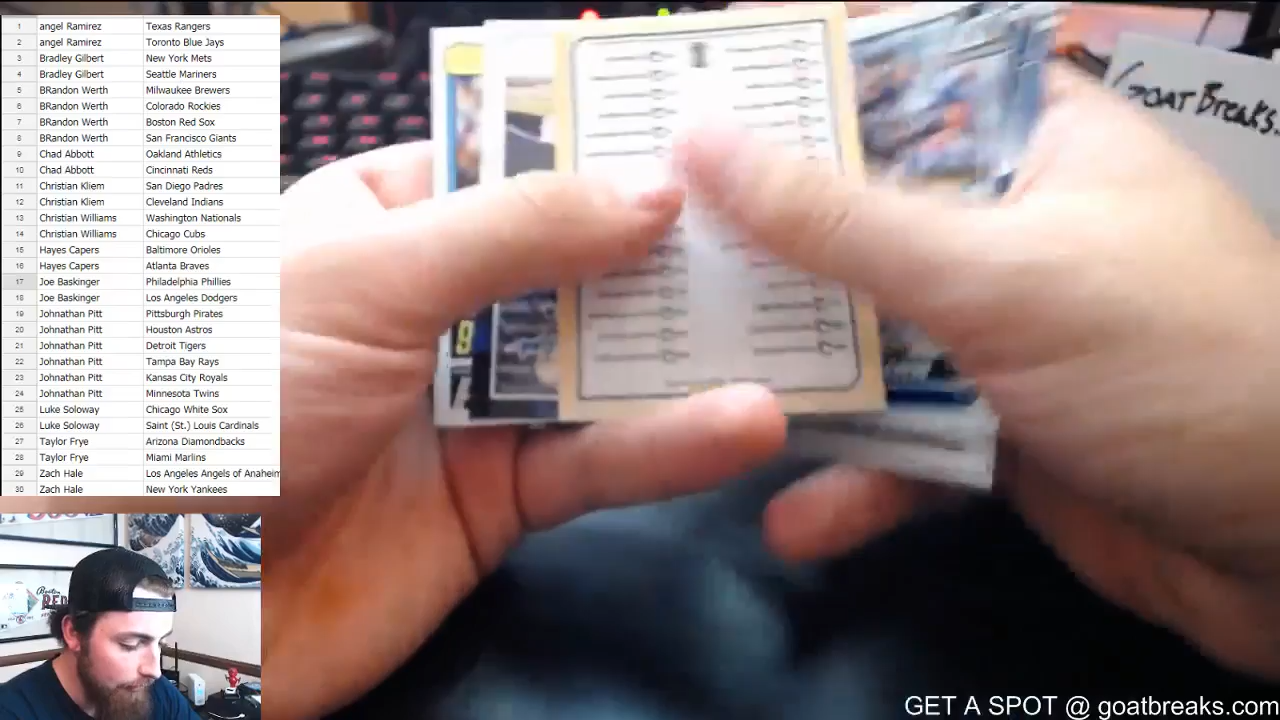 1 angel Ramirez Texas Rangers
2 angel Ramirez Toronto Blue Jays
3 Bradley Gilbert New York Mets
4 Bradley Gilbert Seattle Mariners
5 BRandon Werth Milwaukee Brewers
6 BRandon Werth Colorado Rockies
7 BRandon Werth Boston Red Sox
8 BRandon Werth San Francisco Giants
9 Chad Abbott Oakland Athletics
10 Chad Abbott Cincinnati Reds
11 Christian Kliem San Diego Padres
12 Christian Kliem Cleveland Indians
13 Christian Williams Washington Nationals
14 Christian Williams Chicago Cubs
15 Hayes Capers Baltimore Orioles
16 Hayes Capers Atlanta Braves
17 Joe Baskinger Philadelphia Phillies
18 Joe Baskinger Los Angeles Dodgers
19 Johnathan Pitt Pittsburgh Pirates
20 Johnathan Pitt Houston Astros
21 Johnathan Pitt Detroit Tigers
22 Johnathan Pitt Tampa Bay Rays
23 Johnathan Pitt Kansas City Royals
24 Johnathan Pitt Minnesota Twins
25 Luke Soloway Chicago White Sox
26 Luke Soloway Saint (St.) Louis Cardinals
27 Taylor Frye Arizona Diamondbacks
28 Taylor Frye Miami Marlins
29 Zach Hale Los Angeles Angels of Anaheim
30 Zach Hale New York Yankees
GOAT BreakS.
Boston
RED
GET A SPOT @ goatbreaks.com